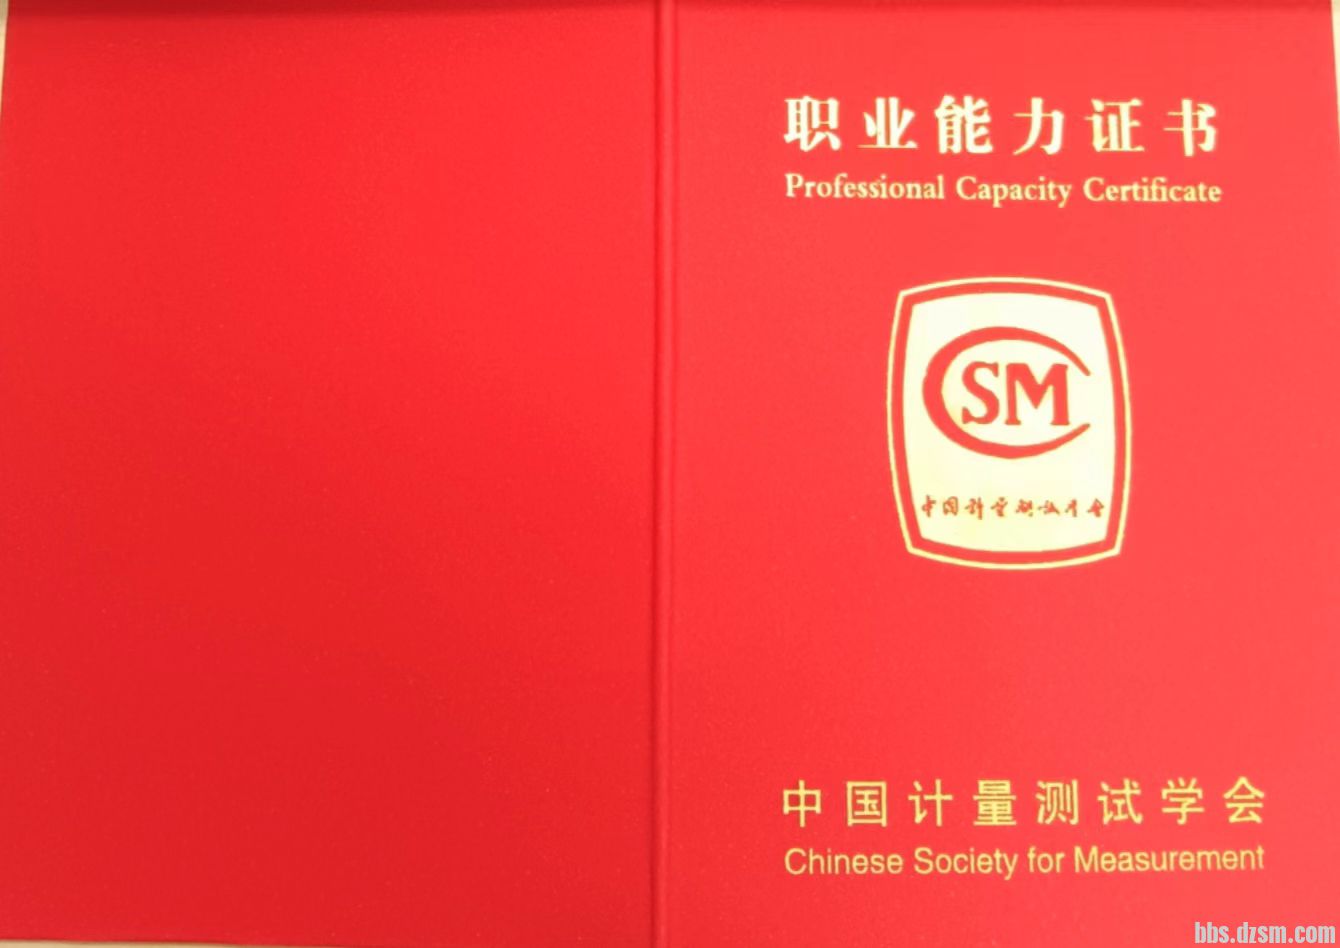 职业能力证书
Professional Capacity Certificate
CSM
中国计量测试学会
中国计量测试学会
Chinese Society for Measurement
bbs.dzsm.com